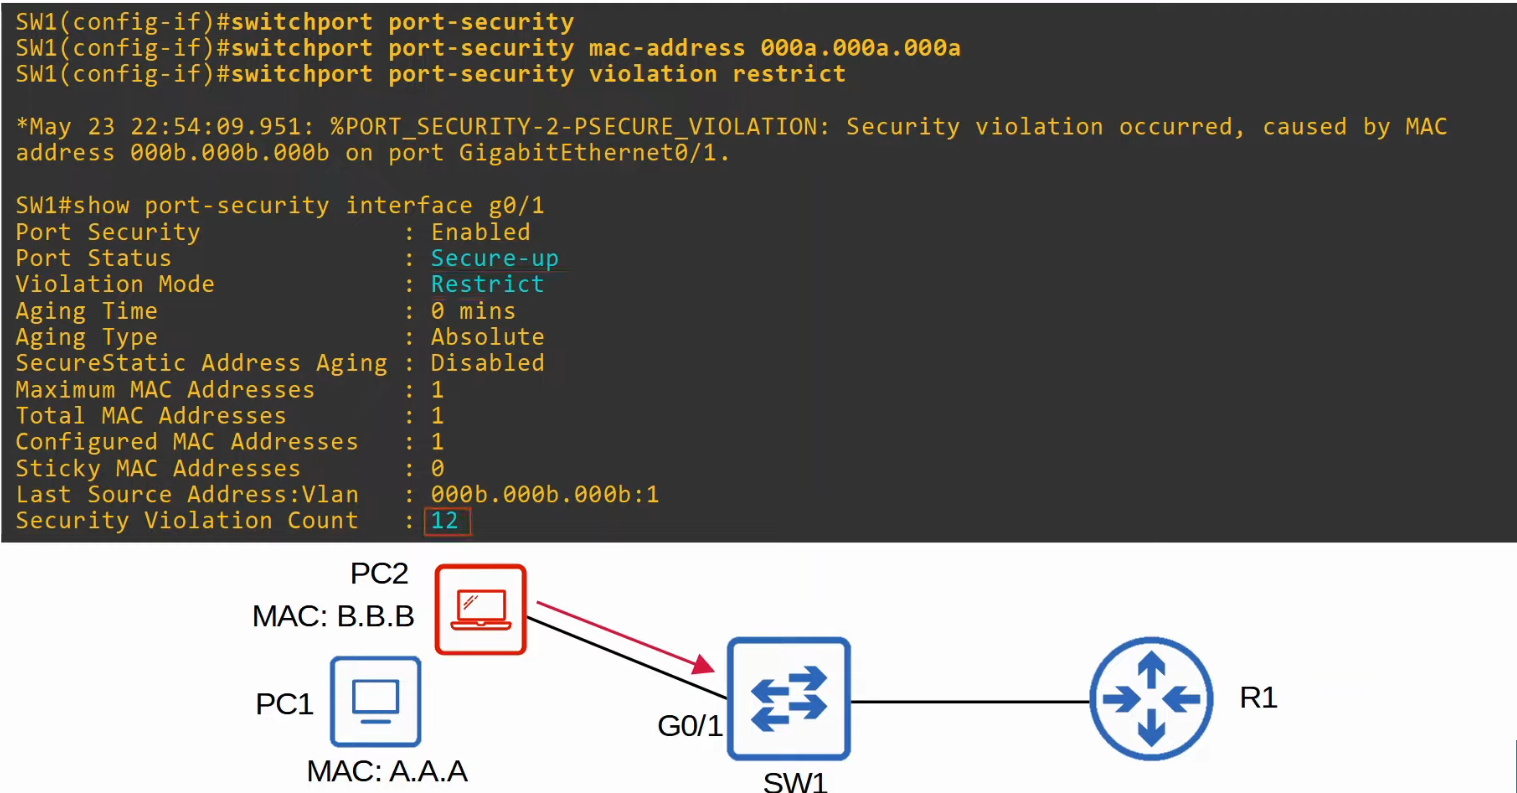 SW1(config-if)#switchport port-security
SW1(config-if)#switchport port-security mac-address 000a.000a.000a
SW1(config-if)#switchport port-security violation restrict
*May 23 22:54:09.951: %PORT_SECURITY-2-PSECURE_VIOLATION: Security violation occurred, caused by MAC
address 000b.000b.000b on port GigabitEthernet0/1.
SW1#show port-security interface g0/1
Port Security : Enabled
Port Status : Secure-up
Violation Mode : Restrict
Aging Time : 0 mins
Aging Type : Absolute
SecureStatic Address Aging : Disabled
Maximum MAC Addresses : 1
Total MAC Addresses : 1
Configured MAC Addresses : 1
Sticky MAC Addresses : 0
Last Source Address:Vlan : 000b.000b.000b:1
Security Violation Count : 12
PC2
MAC: B.B.B
PC1
MAC: A.A.A
G0/1
SW1
R1